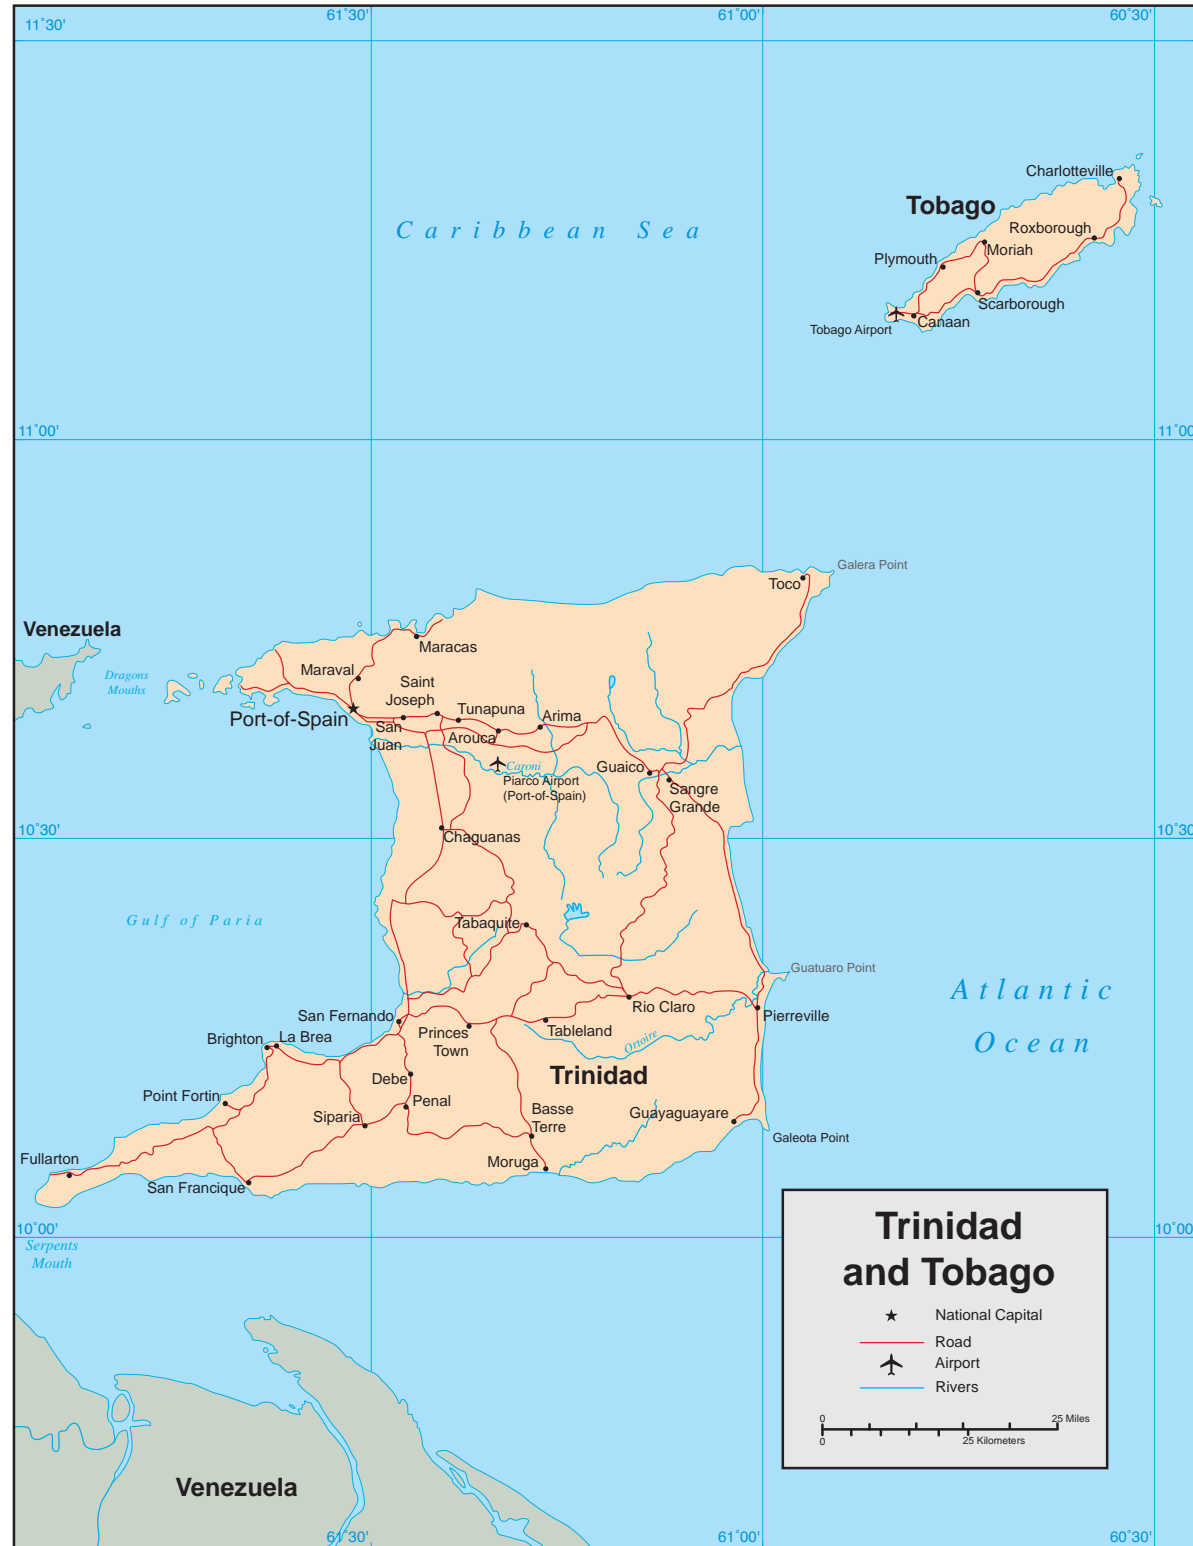 61˚30'
61˚00'
60˚30'
11˚30'
Charlotteville
Tobago
Caribbean Sea
Roxborough
Moriah
Plymouth
Scarborough
Canaan
Tobago Airport
11˚00'
11˚00'
Galera Point
Toco
Venezuela
Maracas
Maraval
Dragons
Mouths
Saint
Joseph
Tunapuna
Port-of-Spain
Arima
San
Juan
Arouca
Caroni
Guaico
Piarco Airport
(Port-of-Spain)
Sangre
Grande
10˚30'
10˚30
Chaguanas
Gulf of Paria
Tabaquite
Guatuaro Point
Atlantic
Ocean
Rio Claro
San Fernando
Pierreville
Princes
Town
Tableland
Brighton
La Brea
Ortoire
Trinidad
Debe
Point Fortin
Penal
Siparia
Basse
Terre
Guayaguayare
Galeota Point
Fullarton
Moruga
San Francique
10˚00'
10˚00
Serpents
Mouth
Trinidad
and Tobago
National Capital
Road
Airport
Rivers
0
25 Miles
0
25 Kilometers
Venezuela
61˚30'
61˚00'
60˚30'